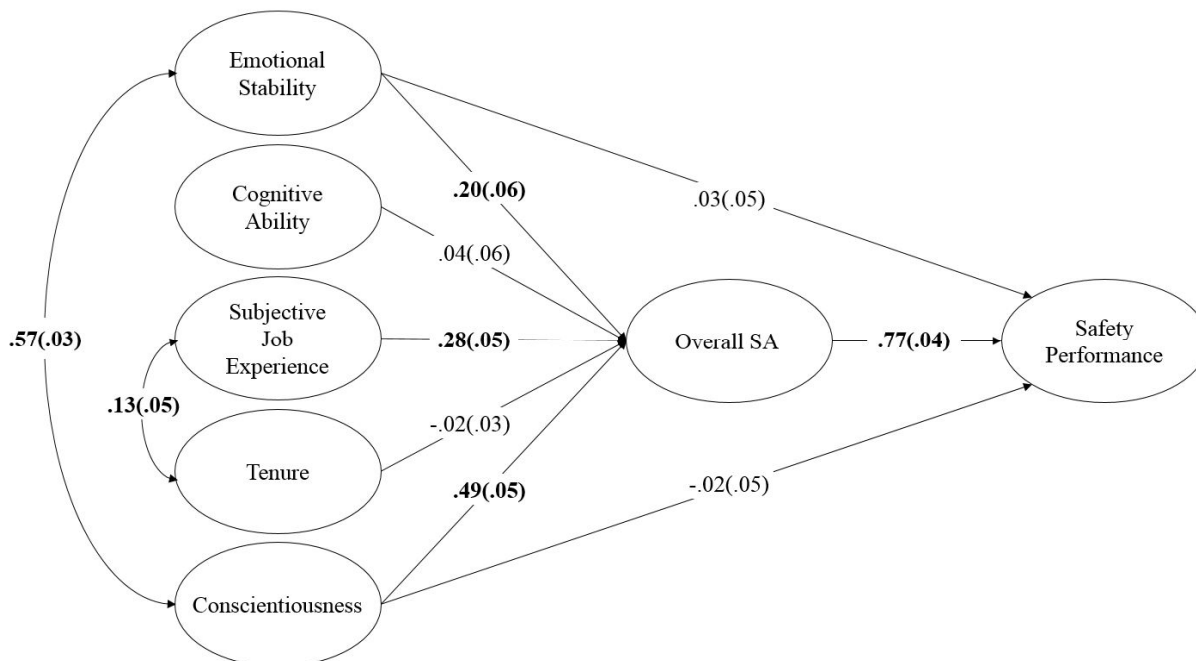 Emotional
Stability
Cognitive
Ability
Subjective
Job
Experience
Tenure
Conscientiousness
.57(.03)
.13(.05)
.20(.06)
.04(.06)
.28(.05)
-.02(.03)
.49(.05)
Overall SA
.03(.05)
.77(.04)
-.02(.05)
Safety
Performance